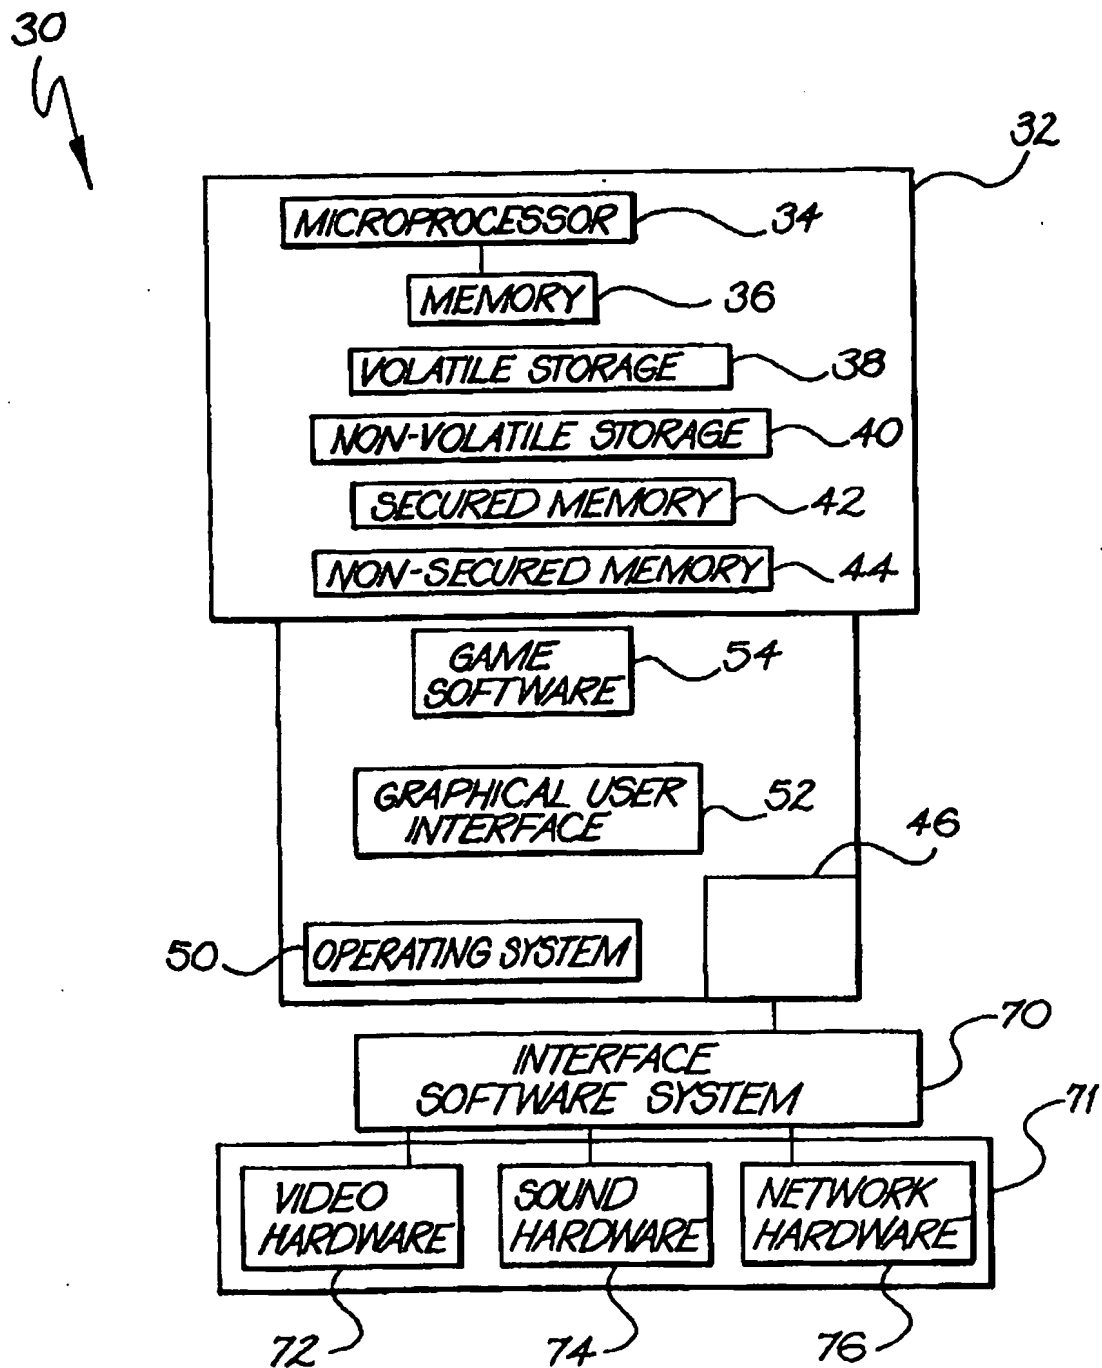 30
32
MICROPROCESSOR 34
MEMORY 36
VOLATILE STORAGE 38
NON-VOLATILE STORAGE 40
SECURED MEMORY 42
NON-SECURED MEMORY 44
GAME
SOFTWARE
54
GRAPHICAL USER
INTERFACE
52
46
50 OPERATING SYSTEM
70
INTERFACE
SOFTWARE SYSTEM
71
VIDEO
HARDWARE
SOUND
HARDWARE
NETWORK
HARDWARE
72
74
76